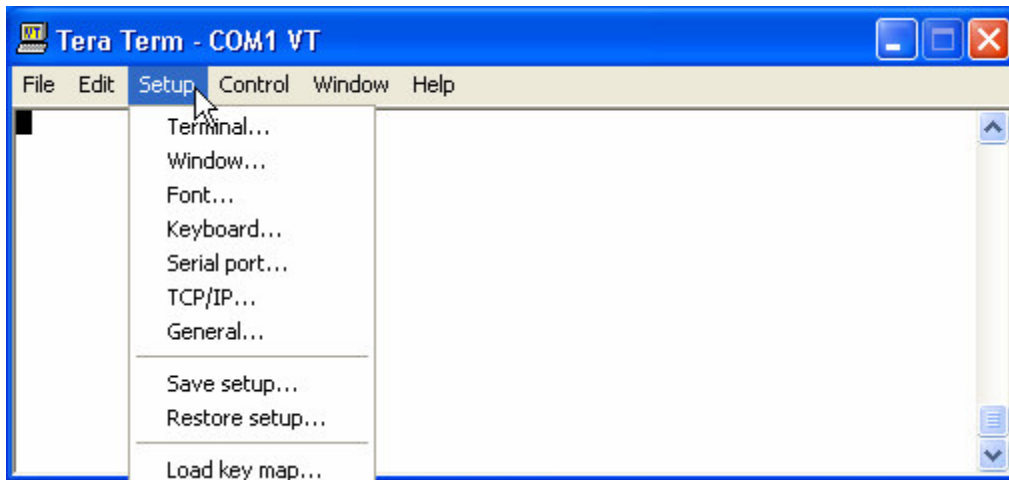 Tera Term - COM1 VT
File Edit Setup Control Window Help
Terminal...
Window...
Font...
Keyboard...
Serial port...
TCP/IP...
General...
Save setup...
Restore setup...
Load key map...